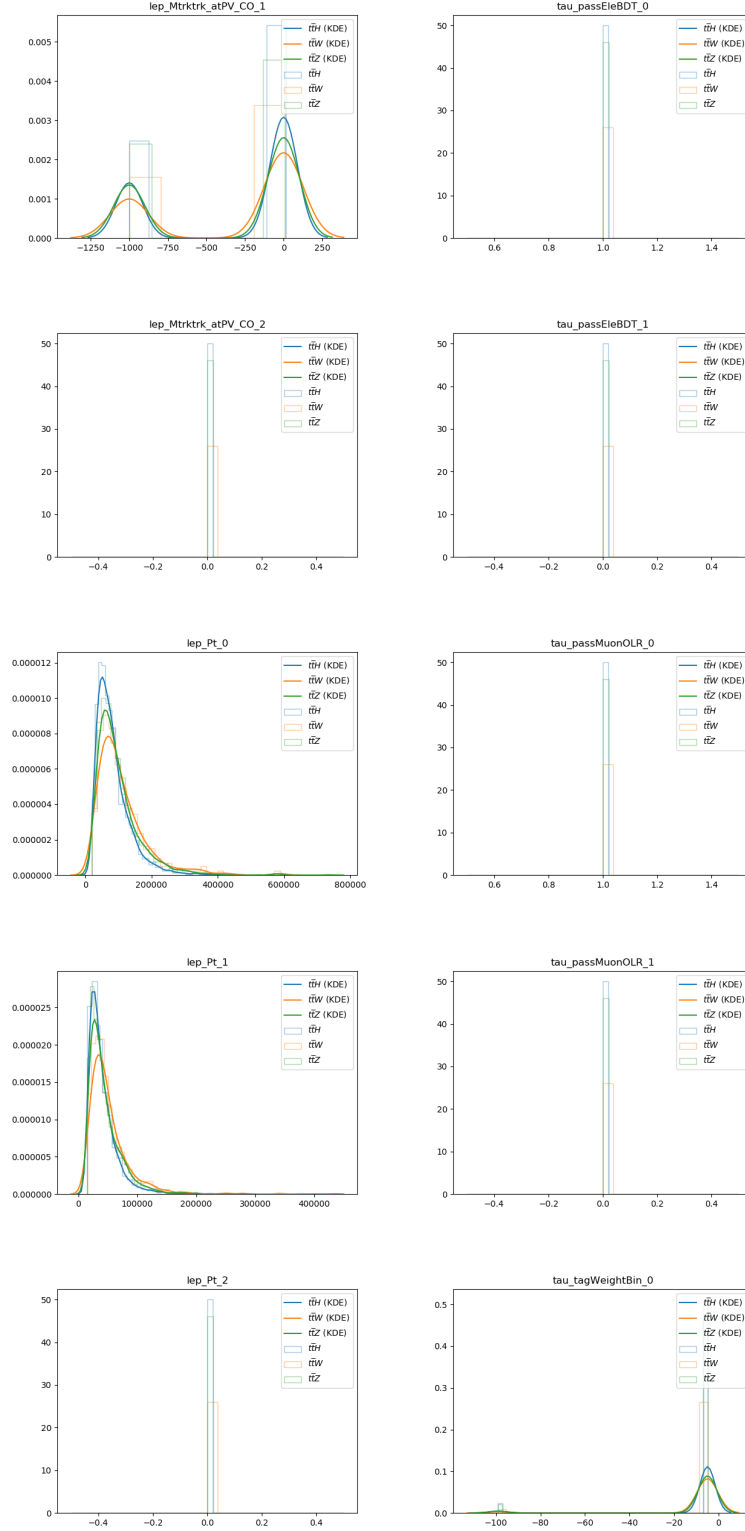 lep_Mtrktrk_atPV_CO_1
0.005
0.004
0.003
0.002
0.001
0.000
−1250 −1000 −750 −500 −250 0 250
tt̄H (KDE)
tt̄W (KDE)
tt̄Z (KDE)
tt̄H
tt̄W
tt̄Z
tau_passEleBDT_0
50
40
30
20
10
0
0.6 0.8 1.0 1.2 1.4
tt̄H (KDE)
tt̄W (KDE)
tt̄Z (KDE)
tt̄H
tt̄W
tt̄Z
lep_Mtrktrk_atPV_CO_2
50
40
30
20
10
0
−0.4 −0.2 0.0 0.2 0.4
tt̄H (KDE)
tt̄W (KDE)
tt̄Z (KDE)
tt̄H
tt̄W
tt̄Z
tau_passEleBDT_1
50
40
30
20
10
0
−0.4 −0.2 0.0 0.2 0.4
tt̄H (KDE)
tt̄W (KDE)
tt̄Z (KDE)
tt̄H
tt̄W
tt̄Z
lep_Pt_0
0.000012
0.000010
0.000008
0.000006
0.000004
0.000002
0.000000
0 200000 400000 600000 800000
tt̄H (KDE)
tt̄W (KDE)
tt̄Z (KDE)
tt̄H
tt̄W
tt̄Z
tau_passMuonOLR_0
50
40
30
20
10
0
0.6 0.8 1.0 1.2 1.4
tt̄H (KDE)
tt̄W (KDE)
tt̄Z (KDE)
tt̄H
tt̄W
tt̄Z
lep_Pt_1
0.000025
0.000020
0.000015
0.000010
0.000005
0.000000
0 100000 200000 300000 400000
tt̄H (KDE)
tt̄W (KDE)
tt̄Z (KDE)
tt̄H
tt̄W
tt̄Z
tau_passMuonOLR_1
50
40
30
20
10
0
−0.4 −0.2 0.0 0.2 0.4
tt̄H (KDE)
tt̄W (KDE)
tt̄Z (KDE)
tt̄H
tt̄W
tt̄Z
lep_Pt_2
50
40
30
20
10
0
−0.4 −0.2 0.0 0.2 0.4
tt̄H (KDE)
tt̄W (KDE)
tt̄Z (KDE)
tt̄H
tt̄W
tt̄Z
tau_tagWeightBin_0
0.5
0.4
0.3
0.2
0.1
0.0
−100 −80 −60 −40 −20 0
tt̄H (KDE)
tt̄W (KDE)
tt̄Z (KDE)
tt̄H
tt̄W
tt̄Z